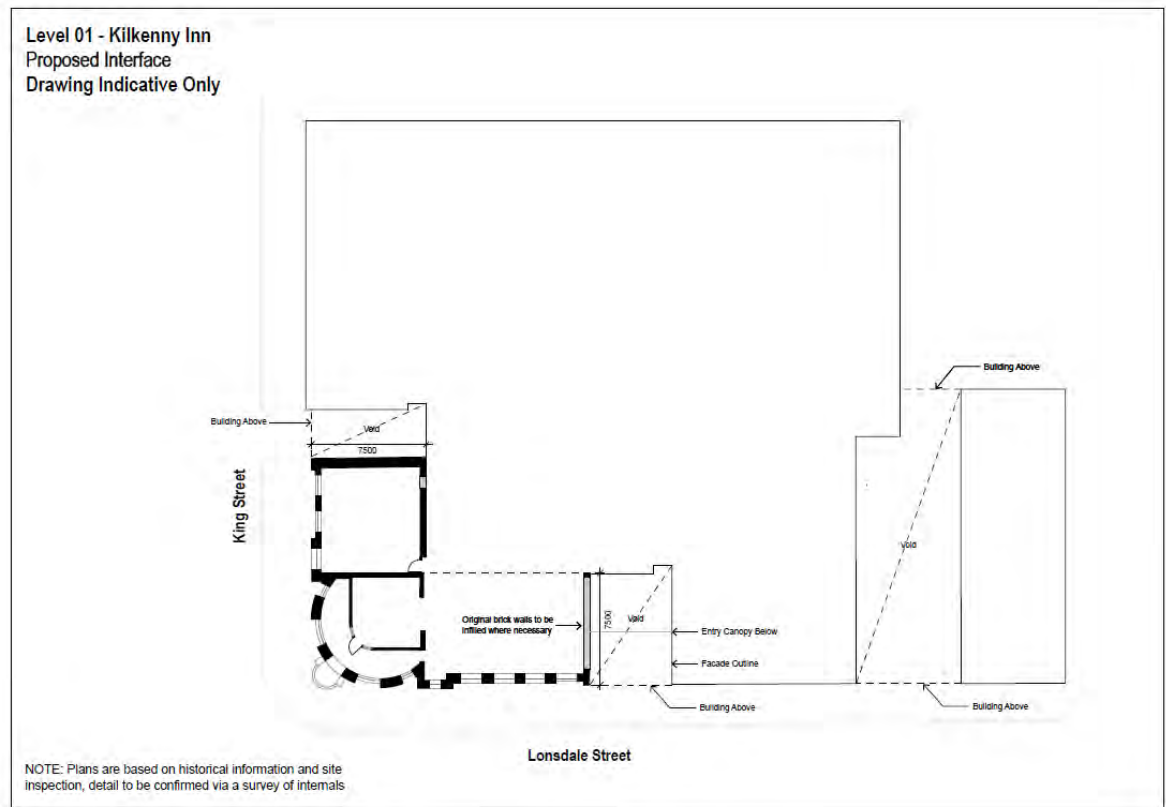 Level 01 - Kilkenny Inn
Proposed Interface
Drawing Indicative Only
Building Above
Building Above
Void
7500
King Street
Void
Original brick walls to be
infilled where necessary
7500
Void
Entry Canopy Below
Facade Outline
Building Above
Building Above
Lonsdale Street
NOTE: Plans are based on historical information and site
inspection, detail to be confirmed via a survey of internals